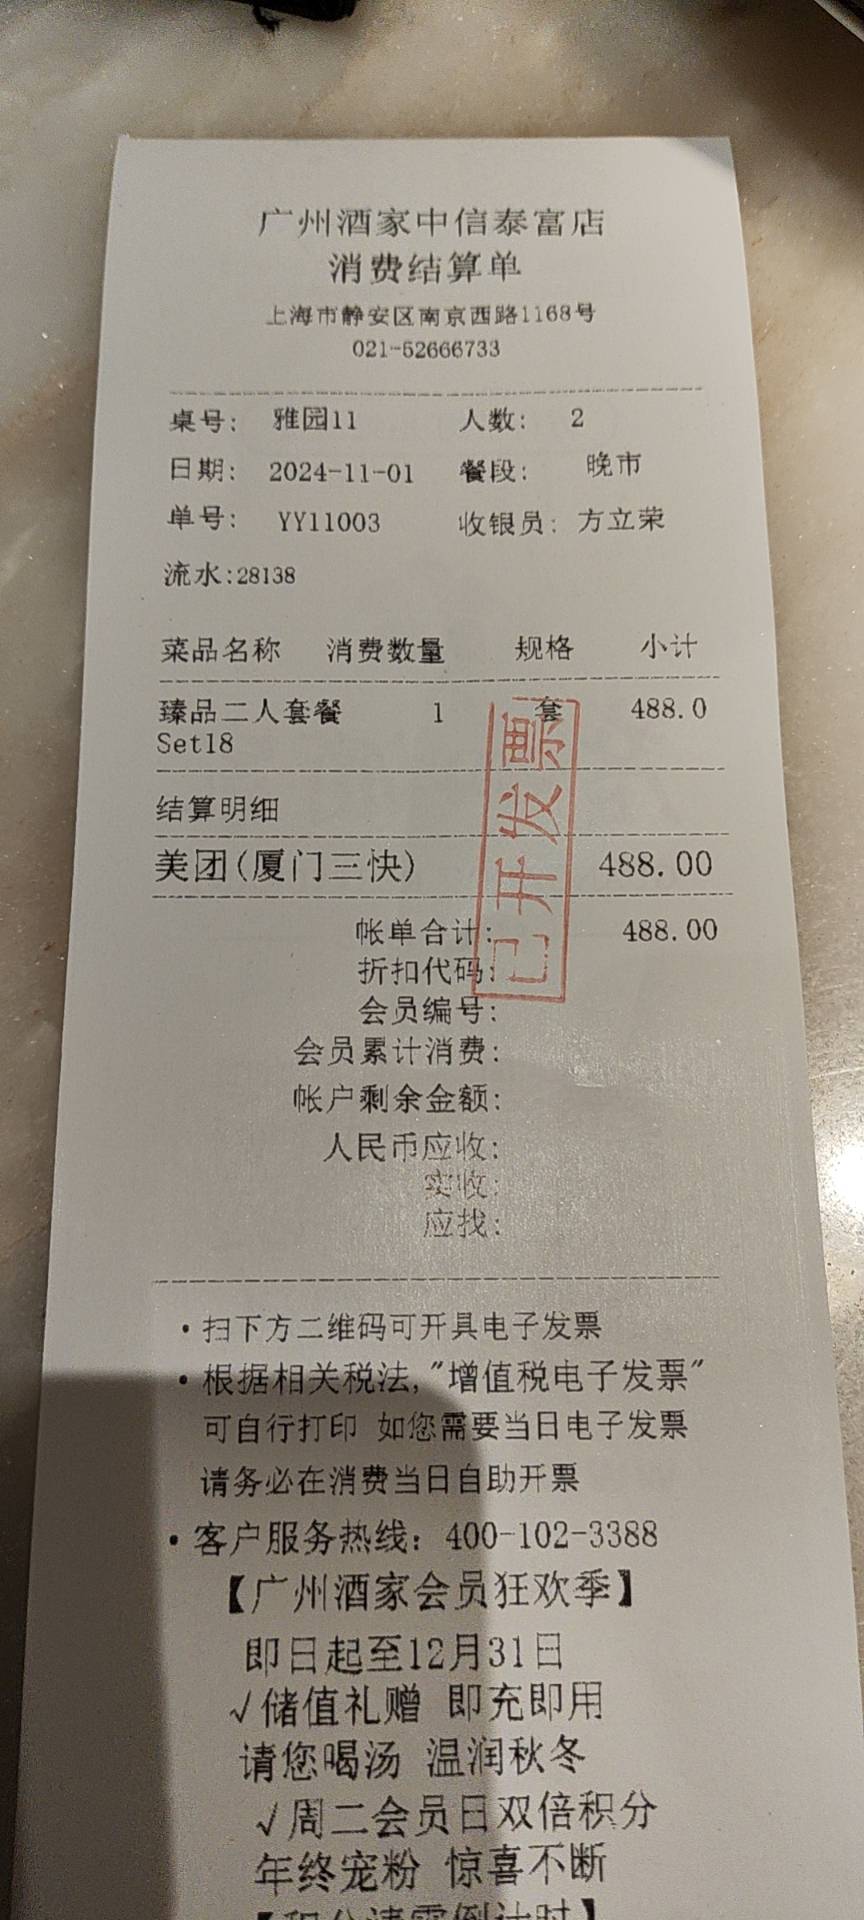 广州酒家中信泰富店
消费结算单
上海市静安区南京西路1168号
021-52666733
桌号: 雅园11 人数: 2
日期: 2024-11-01 餐段: 晚市
单号: YY11003 收银员: 方立荣
流水:28138
菜品名称 消费数量 规格 小计
臻品二人套餐 1 套 488.0
Set18
结算明细
美团(厦门三快) 488.00
帐单合计: 488.00
折扣代码:
会员编号:
会员累计消费:
帐户剩余金额:
人民币应收:
实收:
应找:
已开发票
·扫下方二维码可开具电子发票
·根据相关税法,"增值税电子发票"
可自行打印 如您需要当日电子发票
请务必在消费当日自助开票
·客户服务热线: 400-102-3388
【广州酒家会员狂欢季】
即日起至12月31日
√储值礼赠 即充即用
请您喝汤 温润秋冬
√周二会员日双倍积分
年终宠粉 惊喜不断
【积分清零倒计时】